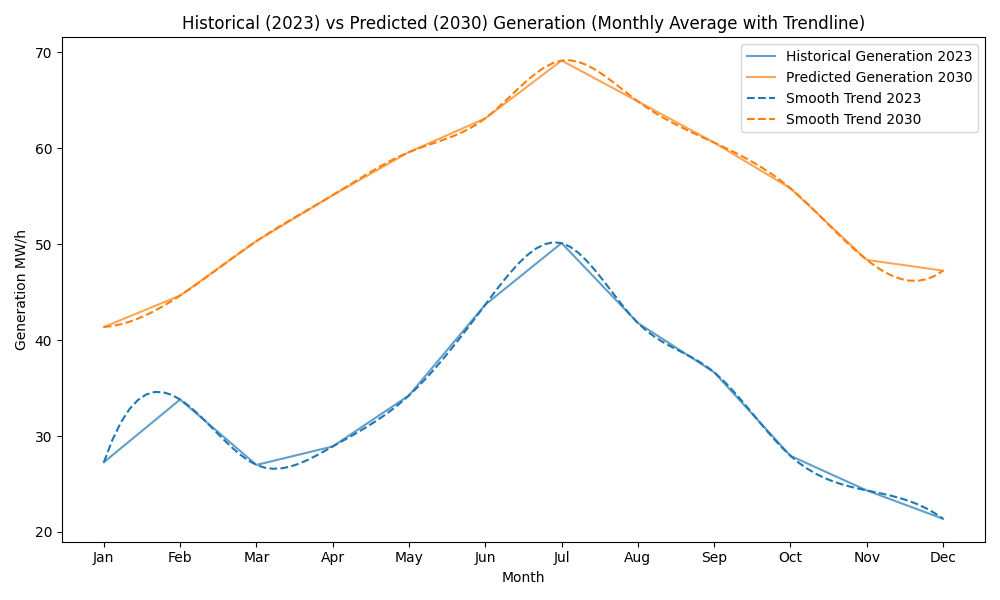 Historical (2023) vs Predicted (2030) Generation (Monthly Average with Trendline)
Historical Generation 2023
Predicted Generation 2030
Smooth Trend 2023
Smooth Trend 2030
Generation MW/h
70
60
50
40
30
20
Jan Feb Mar Apr May Jun Jul Aug Sep Oct Nov Dec
Month